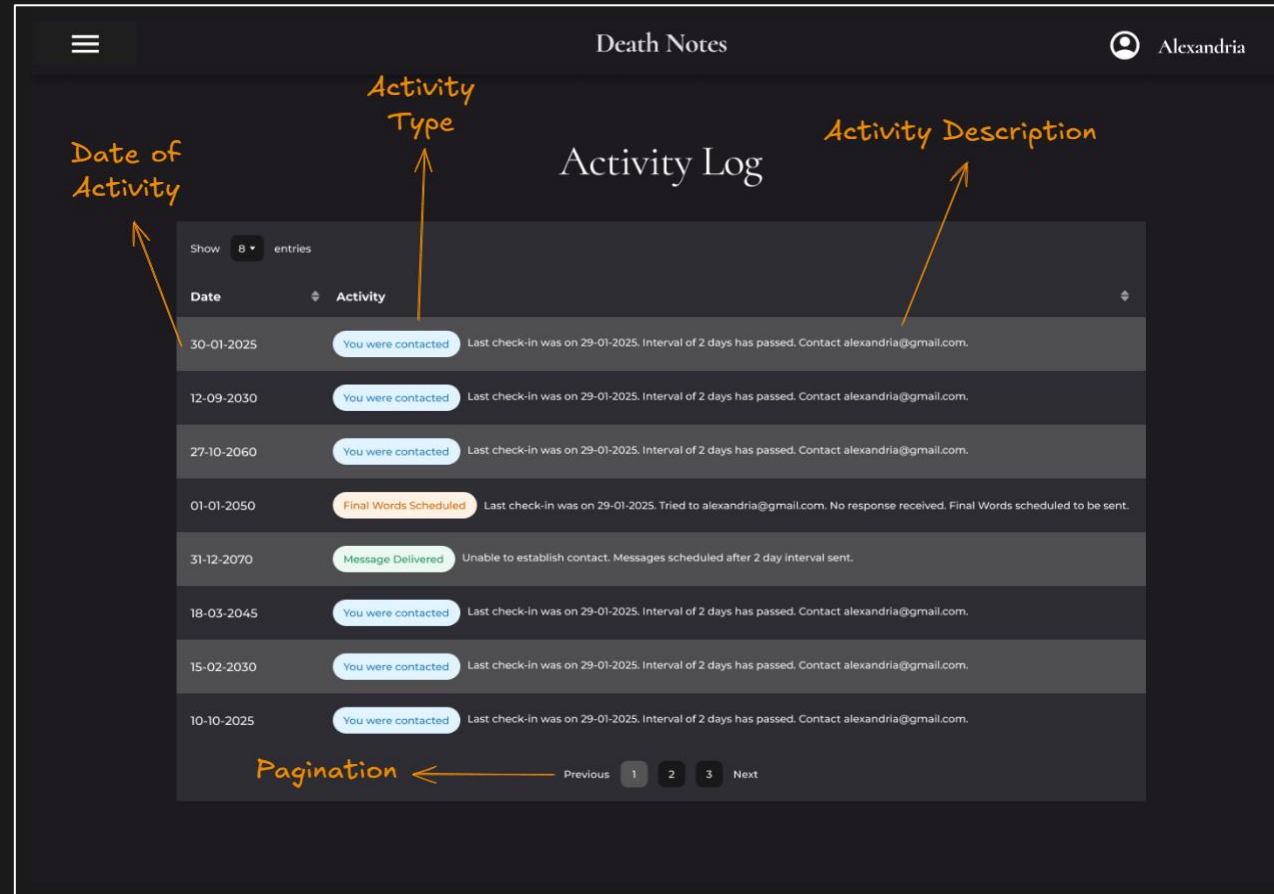 Death Notes
Alexandria
Activity
Type
Activity Description
Date of
Activity
Activity Log
Show 8 entries
Date Activity
30-01-2025 You were contacted Last check-in was on 29-01-2025. Interval of 2 days has passed. Contact alexandria@gmail.com.
12-09-2030 You were contacted Last check-in was on 29-01-2025. Interval of 2 days has passed. Contact alexandria@gmail.com.
27-10-2060 You were contacted Last check-in was on 29-01-2025. Interval of 2 days has passed. Contact alexandria@gmail.com.
01-01-2050 Final Words Scheduled Last check-in was on 29-01-2025. Tried to alexandria@gmail.com. No response received. Final Words scheduled to be sent.
31-12-2070 Message Delivered Unable to establish contact. Messages scheduled after 2 day interval sent.
18-03-2045 You were contacted Last check-in was on 29-01-2025. Interval of 2 days has passed. Contact alexandria@gmail.com.
15-02-2030 You were contacted Last check-in was on 29-01-2025. Interval of 2 days has passed. Contact alexandria@gmail.com.
10-10-2025 You were contacted Last check-in was on 29-01-2025. Interval of 2 days has passed. Contact alexandria@gmail.com.
Pagination
Previous 1 2 3 Next